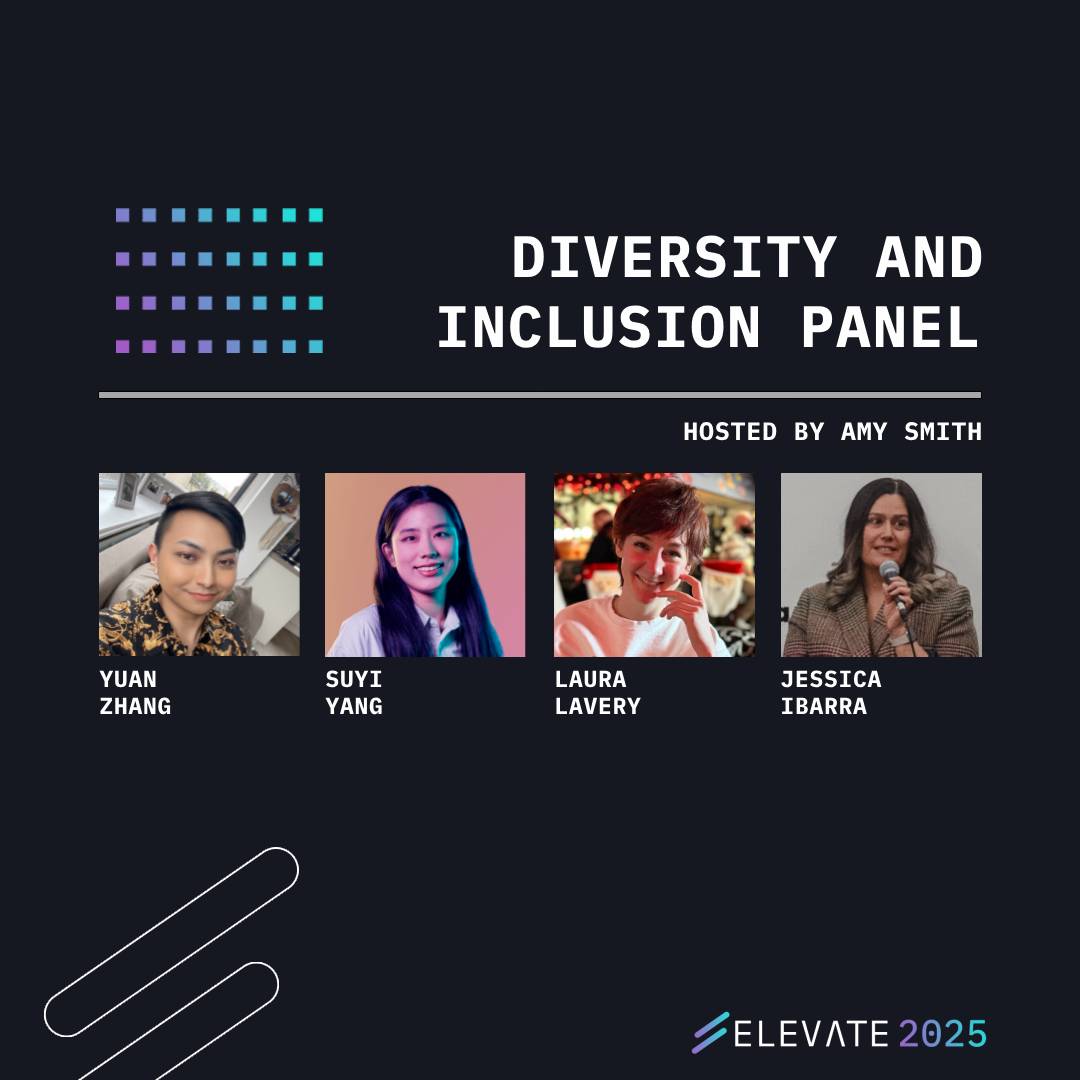 DIVERSITY AND
INCLUSION PANEL
HOSTED BY AMY SMITH
YUAN
ZHANG
SUYI
YANG
LAURA
LAVERY
JESSICA
IBARRA
ELEVATE 2025